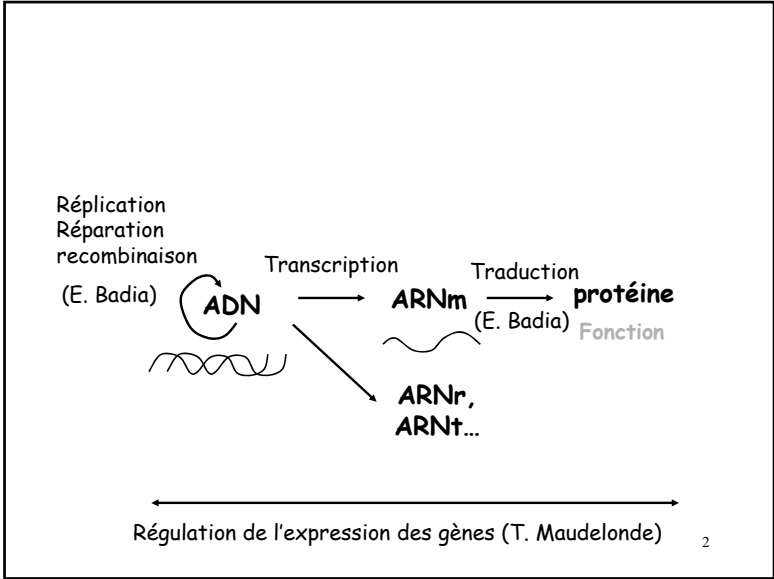 Réplication
Réparation
recombinaison
(E. Badia)
ADN
Transcription
ARNm
Traduction
(E. Badia)
protéine
Fonction
ARNr,
ARNt...
Régulation de l'expression des gènes (T. Maudelonde)
2